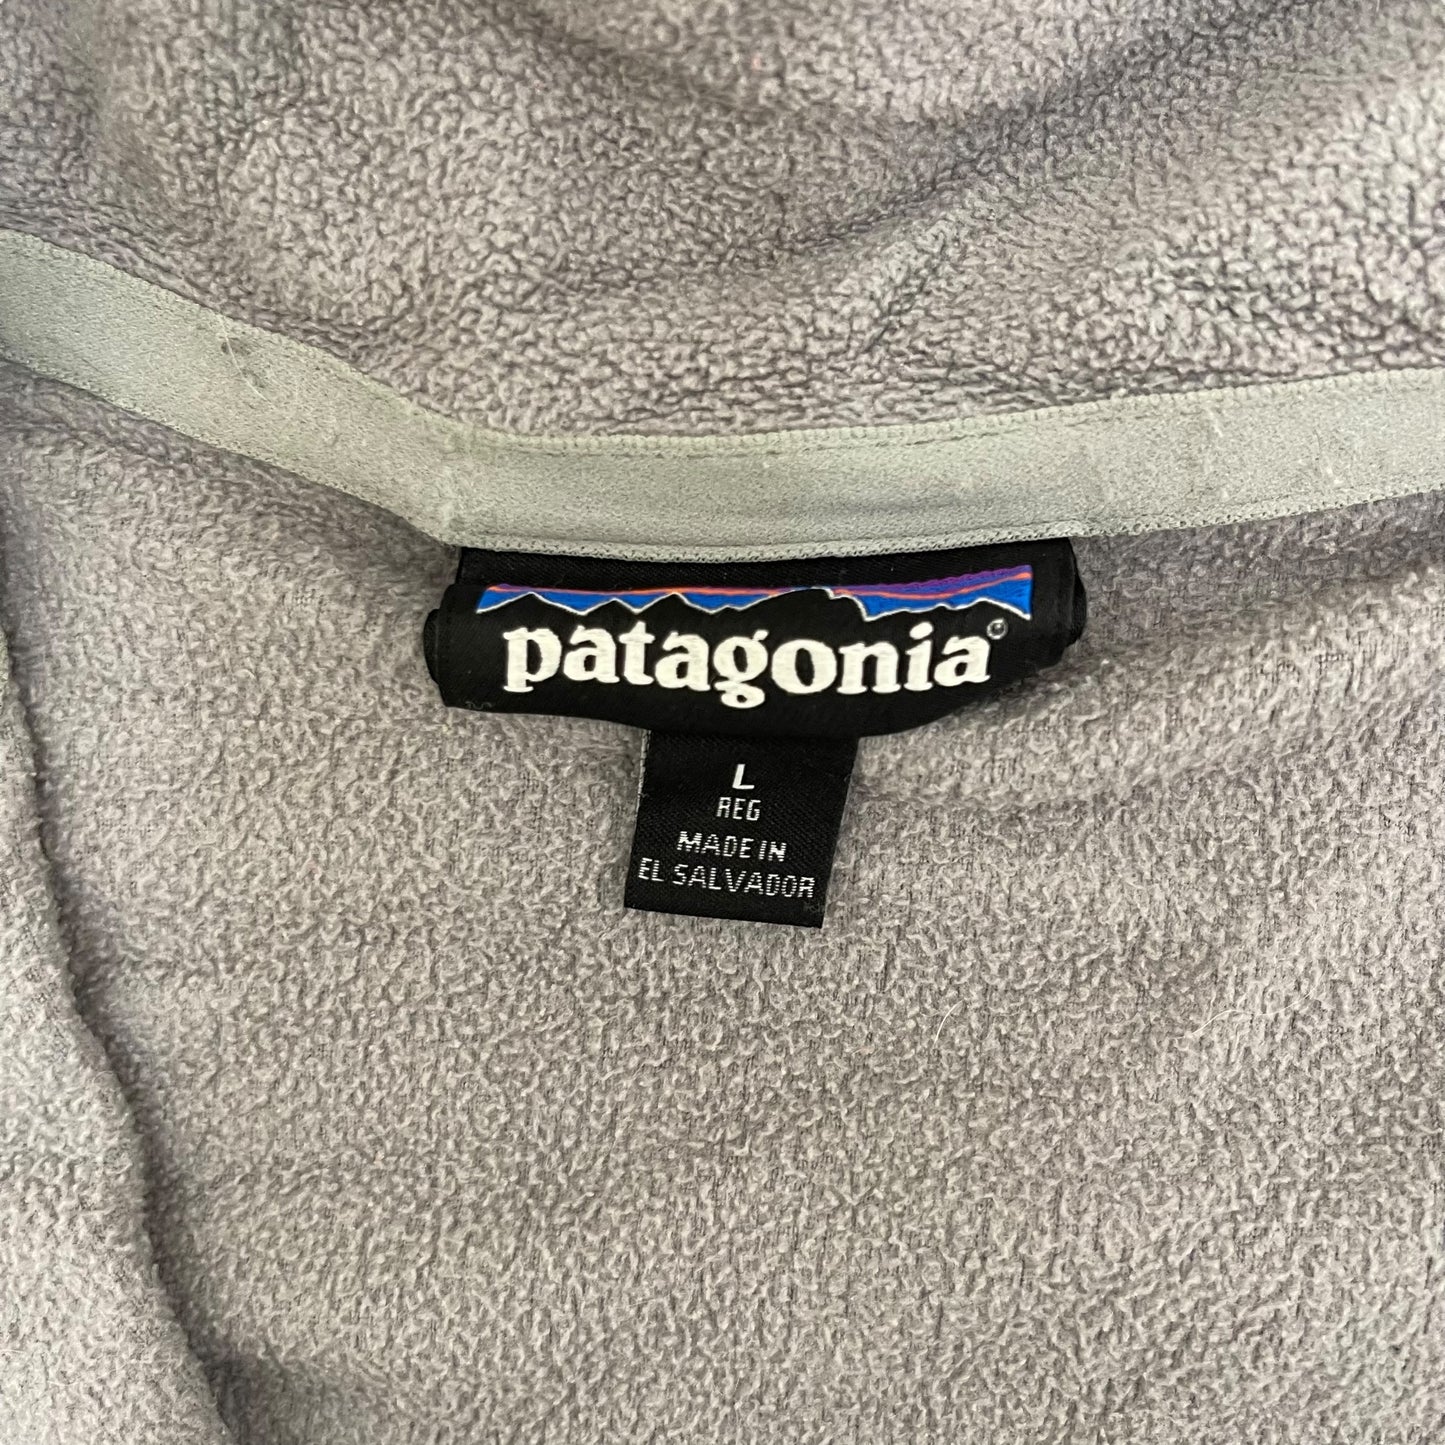 patagonia®
L
REG
MADE IN
EL SALVADOR